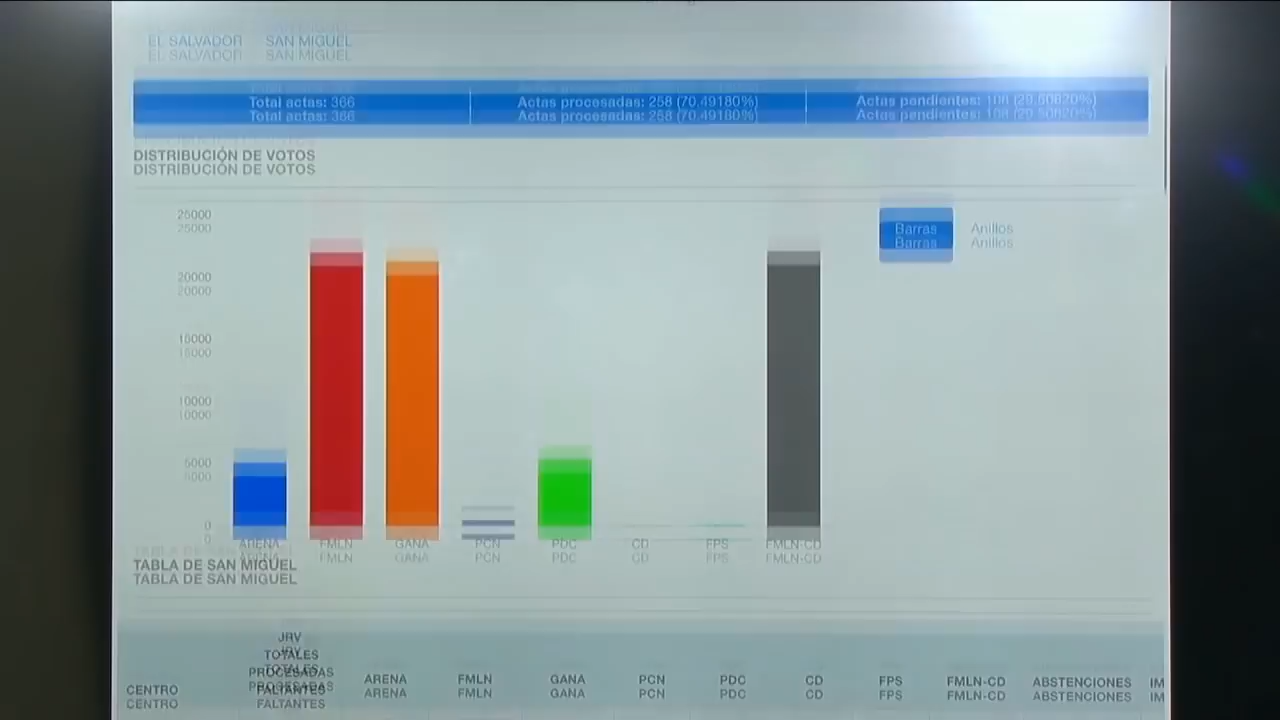 EL SALVADOR SAN MIGUEL
Total actas: 366 Actas procesadas: 258 (70.49180%) Actas pendientes: 108 (29.50820%)
DISTRIBUCIÓN DE VOTOS
25000
20000
15000
10000
5000
0
Barras Anillos
ARENA FMLN GANA PCN PDC CD FPS FMLN-CD
TABLA DE SAN MIGUEL
JRV
TOTALES
PROCESADAS
FALTANTES
CENTRO ARENA FMLN GANA PCN PDC CD FPS FMLN-CD ABSTENCIONES IM